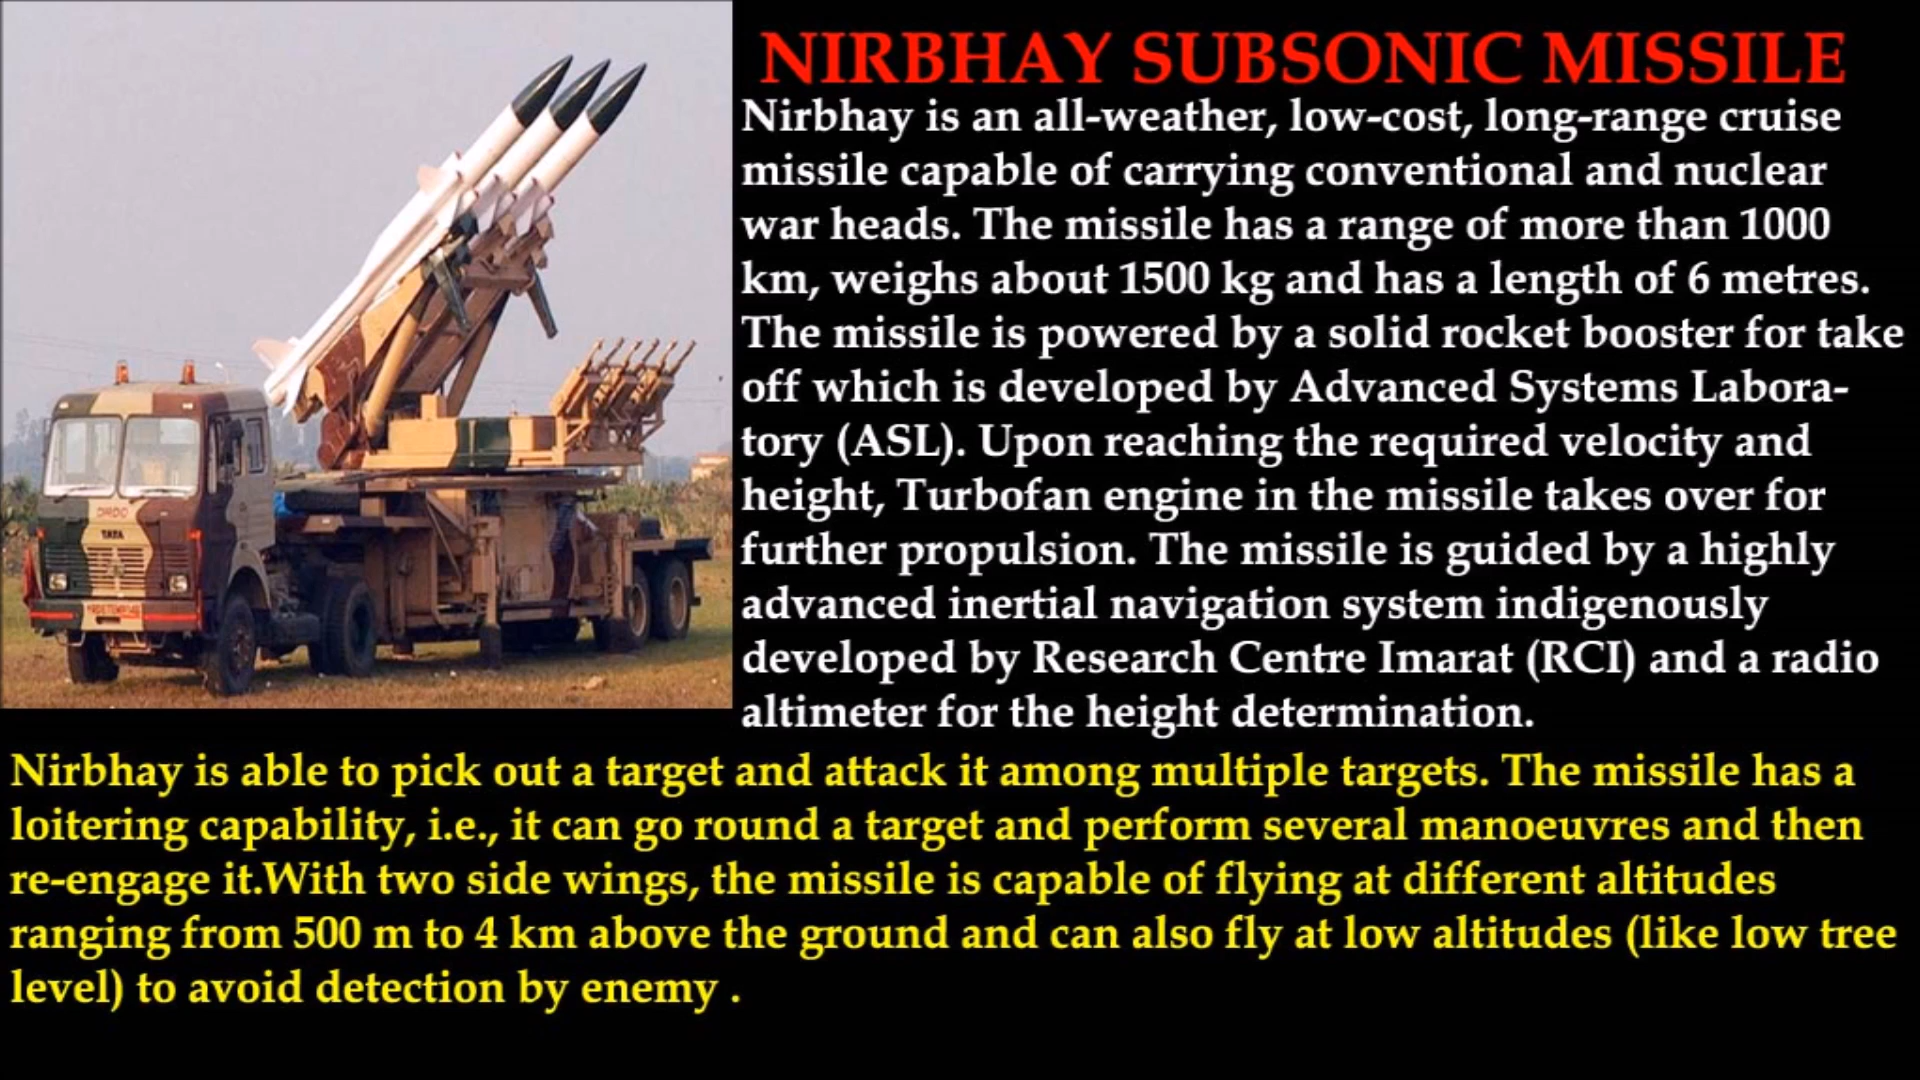 NIRBHAY SUBSONIC MISSILE
Nirbhay is an all-weather, low-cost, long-range cruise
missile capable of carrying conventional and nuclear
war heads. The missile has a range of more than 1000
km, weighs about 1500 kg and has a length of 6 metres.
The missile is powered by a solid rocket booster for take
off which is developed by Advanced Systems Labora-
tory (ASL). Upon reaching the required velocity and
height, Turbofan engine in the missile takes over for
further propulsion. The missile is guided by a highly
advanced inertial navigation system indigenously
developed by Research Centre Imarat (RCI) and a radio
altimeter for the height determination.
DRDO
TATA
Nirbhay is able to pick out a target and attack it among multiple targets. The missile has a
loitering capability, i.e., it can go round a target and perform several manoeuvres and then
re-engage it.With two side wings, the missile is capable of flying at different altitudes
ranging from 500 m to 4 km above the ground and can also fly at low altitudes (like low tree
level) to avoid detection by enemy .